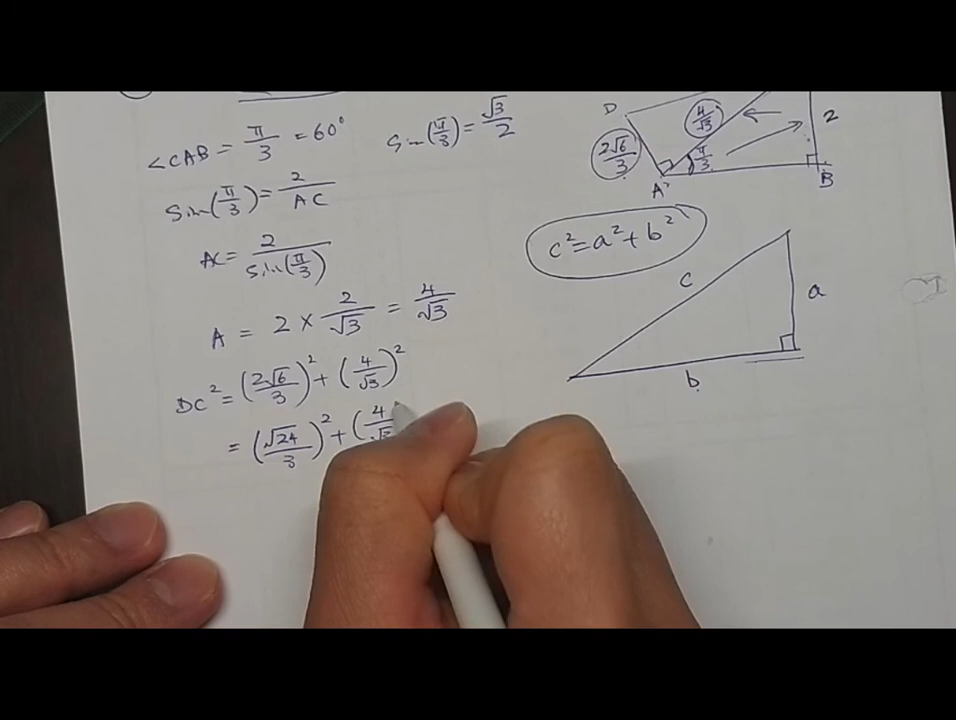 <CAB = π/3 = 60°
Sin(π/3) = √3/2
Sin(π/3) = 2/AC
AC = 2/Sin(π/3)
A = 2 × 2/√3 = 4/√3
DC² = (2√6/3)² + (4/√3)²
= (√24/3)² + (4/√3
D
4/√3
2
2√6/3
π/3
A
B
c² = a² + b²
c
a
b